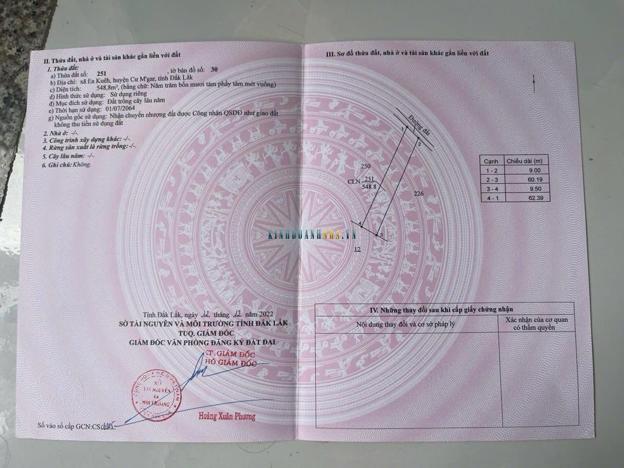 II. Thửa đất, nhà ở và tài sản khác gắn liền với đất
1. Thửa đất:
a) Thửa đất số: 251 , tờ bản đồ số: 30
b) Địa chỉ: xã Ea Kuêh, huyện Cư M'gar, tỉnh Đắk Lắk
c) Diện tích: 548.8m², (bằng chữ: Năm trăm bốn mươi tám phẩy tám mét vuông)
d) Hình thức sử dụng: Sử dụng riêng
đ) Mục đích sử dụng: Đất trồng cây lâu năm
e) Thời hạn sử dụng: 01/07/2064
g) Nguồn gốc sử dụng: Nhận chuyển nhượng đất được Công nhận QSDĐ như giao đất
không thu tiền sử dụng đất
2. Nhà ở: -/-
3. Công trình xây dựng khác: -/-
4. Rừng sản xuất là rừng trồng: -/-
5. Cây lâu năm: -/-
6. Ghi chú: Không.
Tỉnh Đắk Lắk, ngày 12 tháng 12 năm 2022
SỞ TÀI NGUYÊN VÀ MÔI TRƯỜNG TỈNH ĐẮK LẮK
TUQ. GIÁM ĐỐC
GIÁM ĐỐC VĂN PHÒNG ĐĂNG KÝ ĐẤT ĐAI
KT. GIÁM ĐỐC
PHÓ GIÁM ĐỐC
SỞ
TÀI NGUYÊN
VÀ
MÔI TRƯỜNG
Hoàng Xuân Phương
Số vào sổ cấp GCN:CS
III. Sơ đồ thửa đất, nhà ở và tài sản khác gắn liền với đất
Đường đất
1
2
250
CLN 251
548.8
226
4
3
12
Cạnh Chiều dài (m)
1 - 2 9.00
2 - 3 60.19
3 - 4 9.50
4 - 1 62.39
KINHDOANHNHA.VN
IV. Những thay đổi sau khi cấp giấy chứng nhận
Nội dung thay đổi và cơ sở pháp lý
Xác nhận của cơ quan
có thẩm quyền